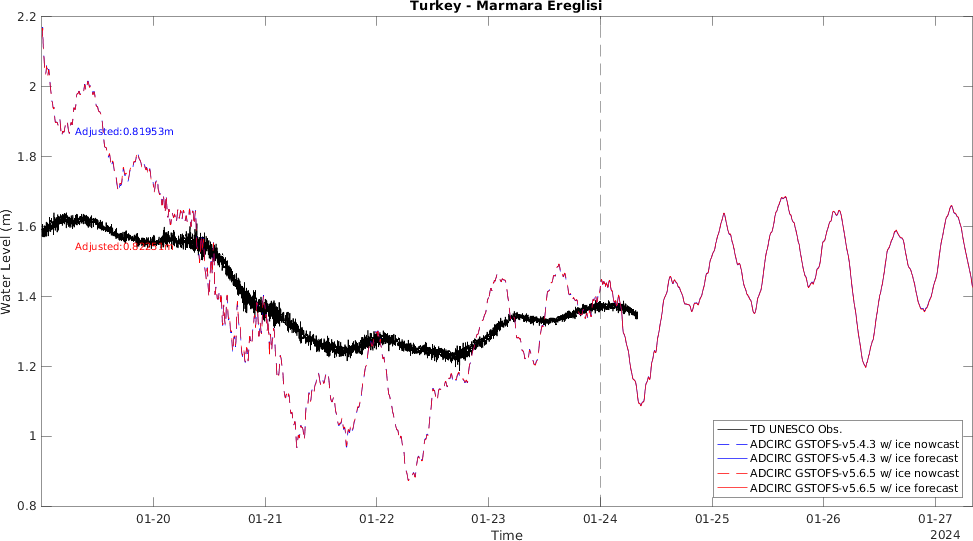 Turkey - Marmara Ereglisi
2.2
2
1.8
1.6
1.4
1.2
1
0.8
Water Level (m)
Adjusted:0.81953m
01-20
01-21
01-22
01-23
01-24
01-25
01-26
01-27
Time
2024
TD UNESCO Obs.
ADCIRC GSTOFS-v5.4.3 w/ ice nowcast
ADCIRC GSTOFS-v5.4.3 w/ ice forecast
ADCIRC GSTOFS-v5.6.5 w/ ice nowcast
ADCIRC GSTOFS-v5.6.5 w/ ice forecast